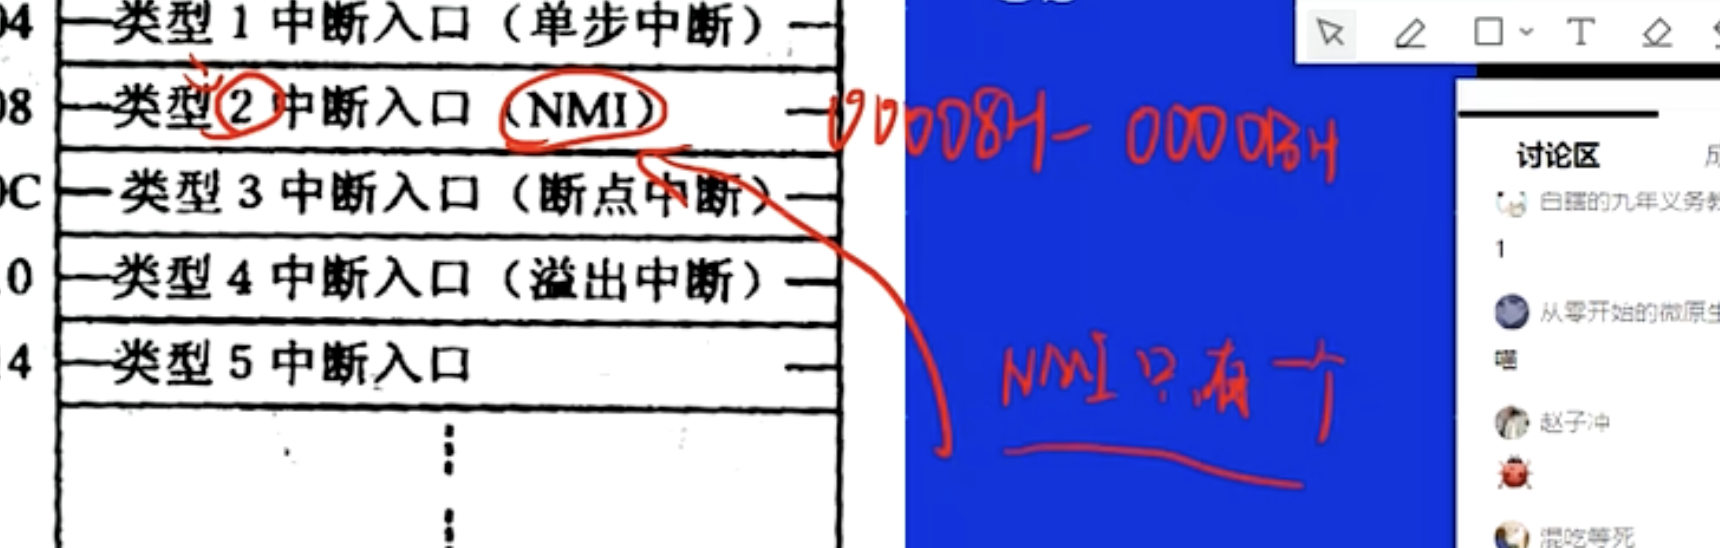 04 类型 1 中断入口（单步中断）
08 类型 2 中断入口（NMI） 00008H- 0000BH
0C 类型 3 中断入口（断点中断）
10 类型 4 中断入口（溢出中断）
14 类型 5 中断入口
NMI只有一个
T
讨论区
白瞎的九年义务教
1
从零开始的微原生
喵
赵子冲
混吃等死